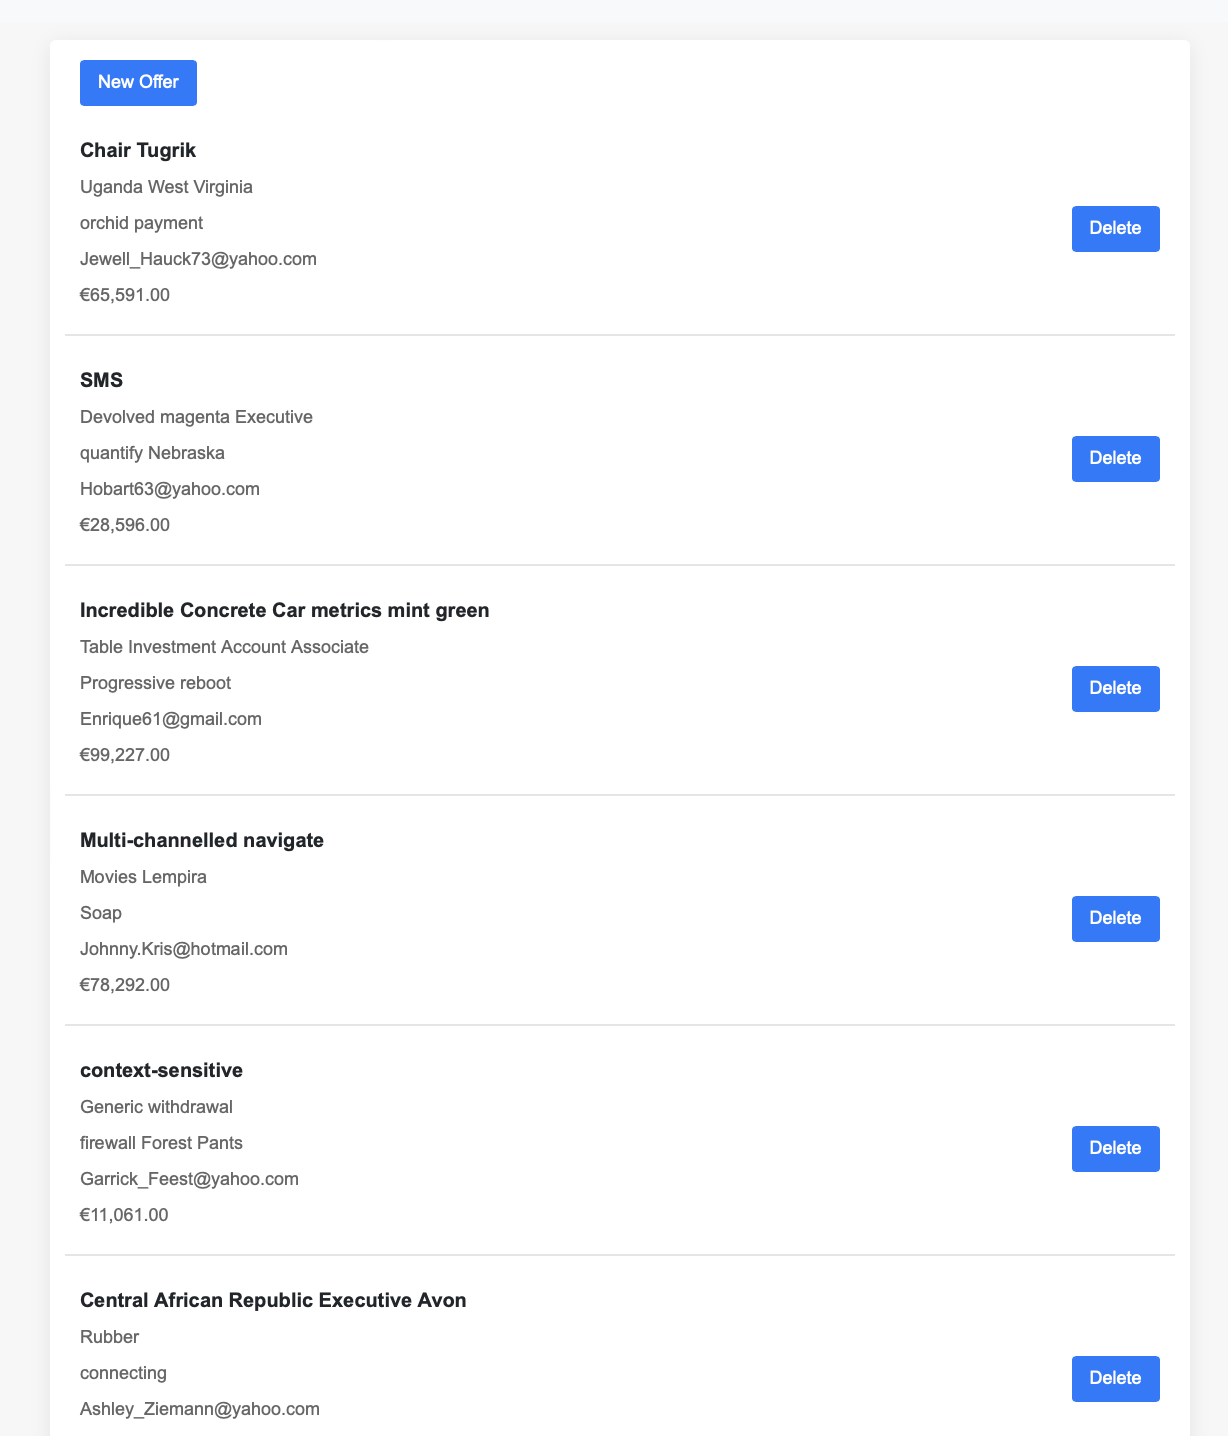 New Offer
Chair Tugrik
Uganda West Virginia
orchid payment
Delete
Jewell_Hauck73@yahoo.com
€65,591.00
SMS
Devolved magenta Executive
quantify Nebraska
Delete
Hobart63@yahoo.com
€28,596.00
Incredible Concrete Car metrics mint green
Table Investment Account Associate
Progressive reboot
Delete
Enrique61@gmail.com
€99,227.00
Multi-channelled navigate
Movies Lempira
Soap
Delete
Johnny.Kris@hotmail.com
€78,292.00
context-sensitive
Generic withdrawal
firewall Forest Pants
Delete
Garrick_Feest@yahoo.com
€11,061.00
Central African Republic Executive Avon
Rubber
connecting
Delete
Ashley_Ziemann@yahoo.com